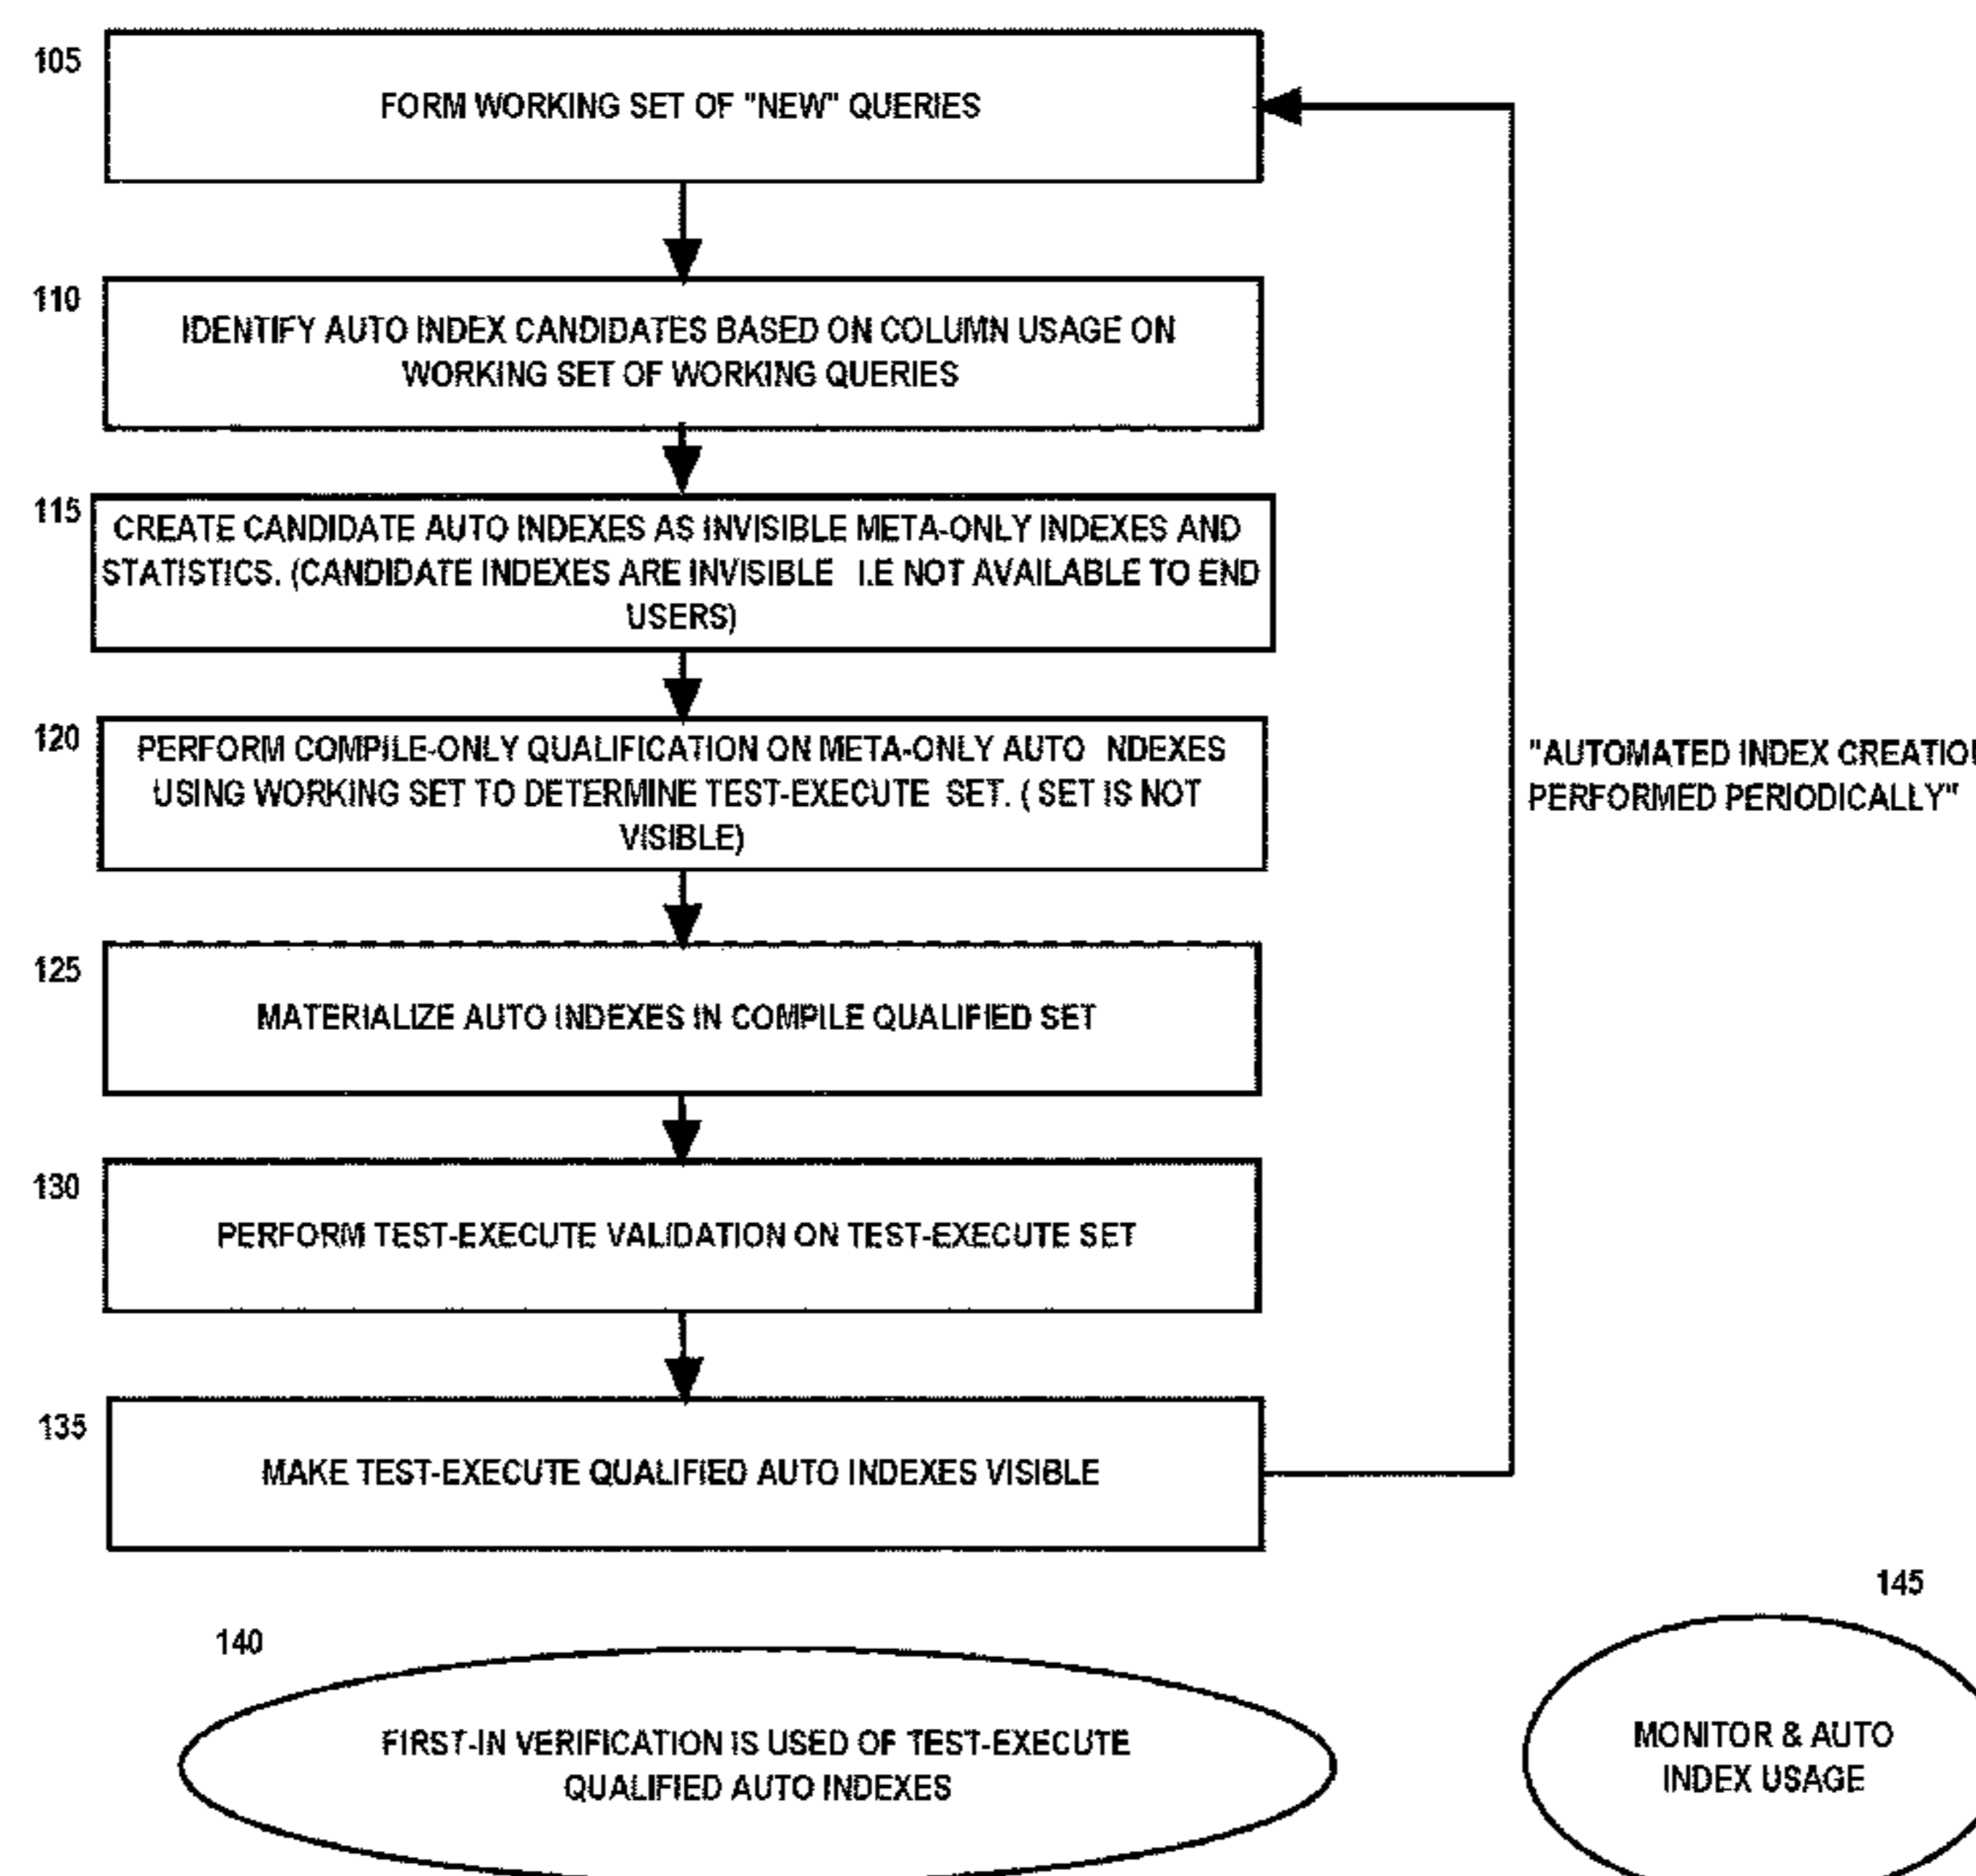 105
FORM WORKING SET OF "NEW" QUERIES
110
IDENTIFY AUTO INDEX CANDIDATES BASED ON COLUMN USAGE ON
WORKING SET OF WORKING QUERIES
115
CREATE CANDIDATE AUTO INDEXES AS INVISIBLE META-ONLY INDEXES AND
STATISTICS. (CANDIDATE INDEXES ARE INVISIBLE I.E NOT AVAILABLE TO END
USERS)
120
PERFORM COMPILE-ONLY QUALIFICATION ON META-ONLY AUTO NDEXES
USING WORKING SET TO DETERMINE TEST-EXECUTE SET. ( SET IS NOT
VISIBLE)
"AUTOMATED INDEX CREATION
PERFORMED PERIODICALLY"
125
MATERIALIZE AUTO INDEXES IN COMPILE QUALIFIED SET
130
PERFORM TEST-EXECUTE VALIDATION ON TEST-EXECUTE SET
135
MAKE TEST-EXECUTE QUALIFIED AUTO INDEXES VISIBLE
140
FIRST-IN VERIFICATION IS USED OF TEST-EXECUTE
QUALIFIED AUTO INDEXES
145
MONITOR & AUTO
INDEX USAGE